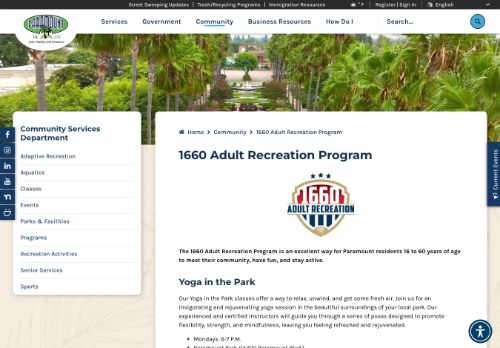 Street Sweeping Updates | Trash/Recycling Programs | Immigration Resources
° F | Register | Sign In | English
PARAMOUNT
Services Government Community Business Resources How Do I Search...
Community Services Department
Adaptive Recreation
Aquatics
Classes
Events
Parks & Facilities
Programs
Recreation Activities
Senior Services
Sports
Home > Community > 1660 Adult Recreation Program
1660 Adult Recreation Program
1660
ADULT RECREATION
The 1660 Adult Recreation Program is an excellent way for Paramount residents 16 to 60 years of age
to meet their community, have fun, and stay active.
Yoga in the Park
Our Yoga in the Park classes offer a way to relax, unwind, and get some fresh air. Join us for an
invigorating and rejuvenating yoga session in the beautiful surroundings of your local park. Our
experienced and certified instructors will guide you through a series of poses designed to promote
flexibility, strength, and mindfulness, leaving you feeling refreshed and rejuvenated.
• Mondays: 6-7 P.M.
Current Events